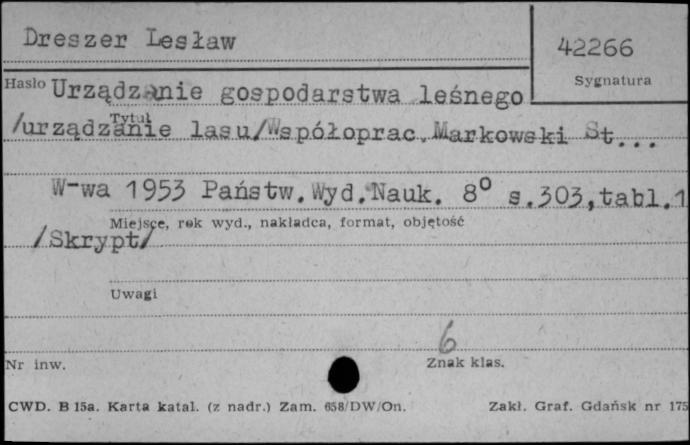 Dreszer Lesław
42266
Sygnatura
Hasło Urządzanie gospodarstwa leśnego
Tytuł
/urządzanie lasu/Współoprac.Markowski St...
W-wa 1953 Państw.Wyd.Nauk. 8° s.303,tabl.1
Miejsce, rok wyd., nakładca, format, objętość
/Skrypt/
Uwagi
6
Nr inw.
Znak klas.
CWD. B 15a. Karta katal. (z nadr.) Zam. 658/DW/On.
Zakł. Graf. Gdańsk nr 175